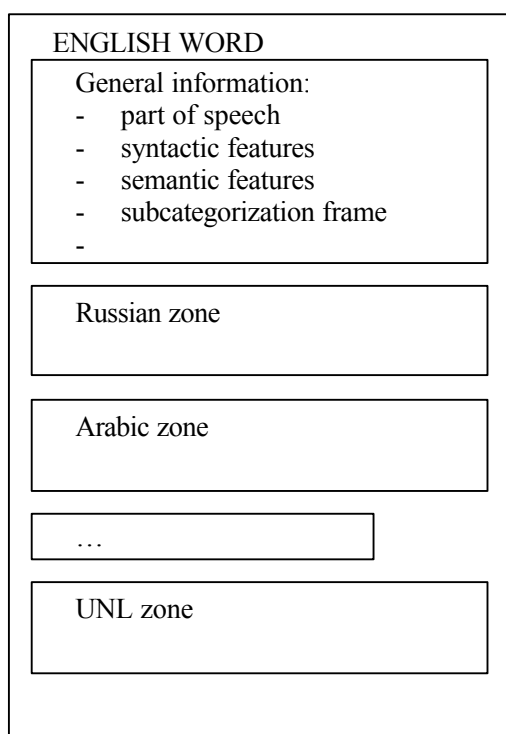 ENGLISH WORD
General information:
- part of speech
- syntactic features
- semantic features
- subcategorization frame
-
Russian zone
Arabic zone
…
UNL zone